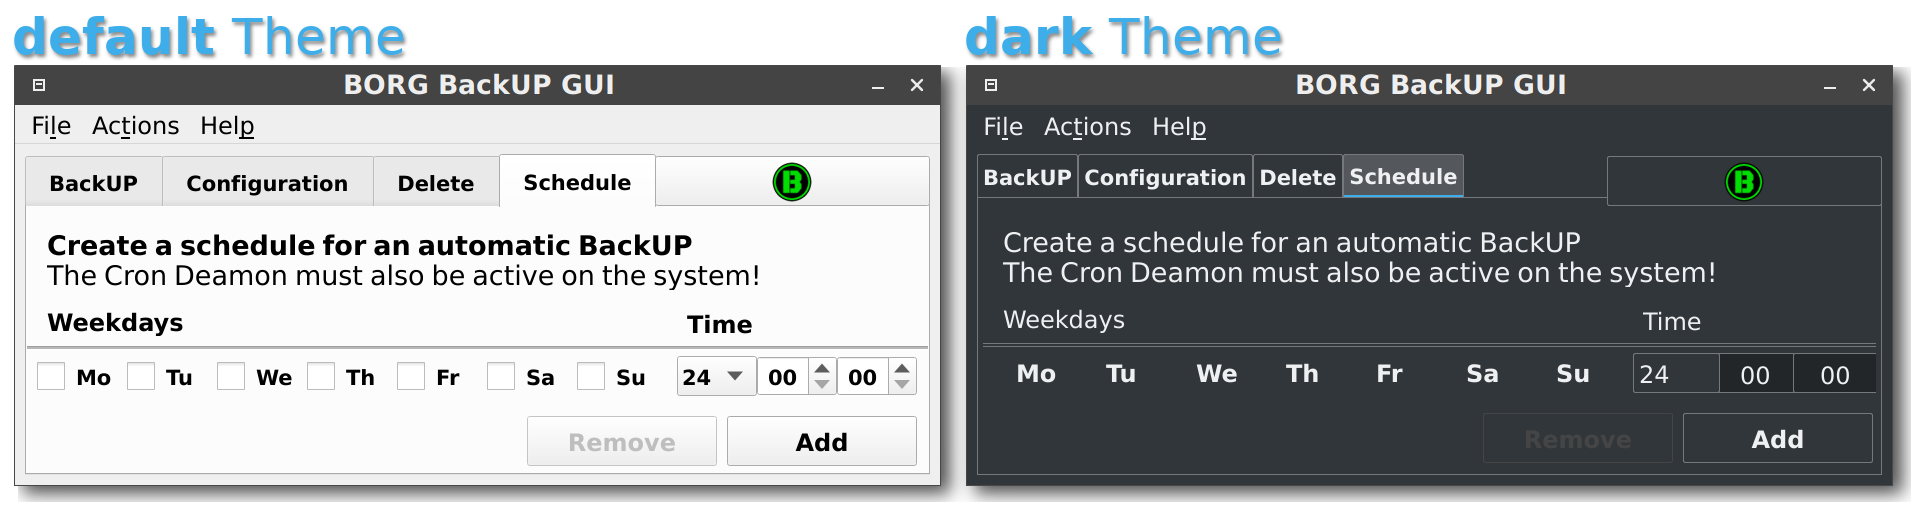 default Theme
BORG BackUP GUI
File Actions Help
BackUP Configuration Delete Schedule B
Create a schedule for an automatic BackUP
The Cron Deamon must also be active on the system!
Weekdays Time
Mo Tu We Th Fr Sa Su 24 00 00
Remove Add
dark Theme
BORG BackUP GUI
File Actions Help
BackUP Configuration Delete Schedule B
Create a schedule for an automatic BackUP
The Cron Deamon must also be active on the system!
Weekdays Time
Mo Tu We Th Fr Sa Su 24 00 00
Remove Add